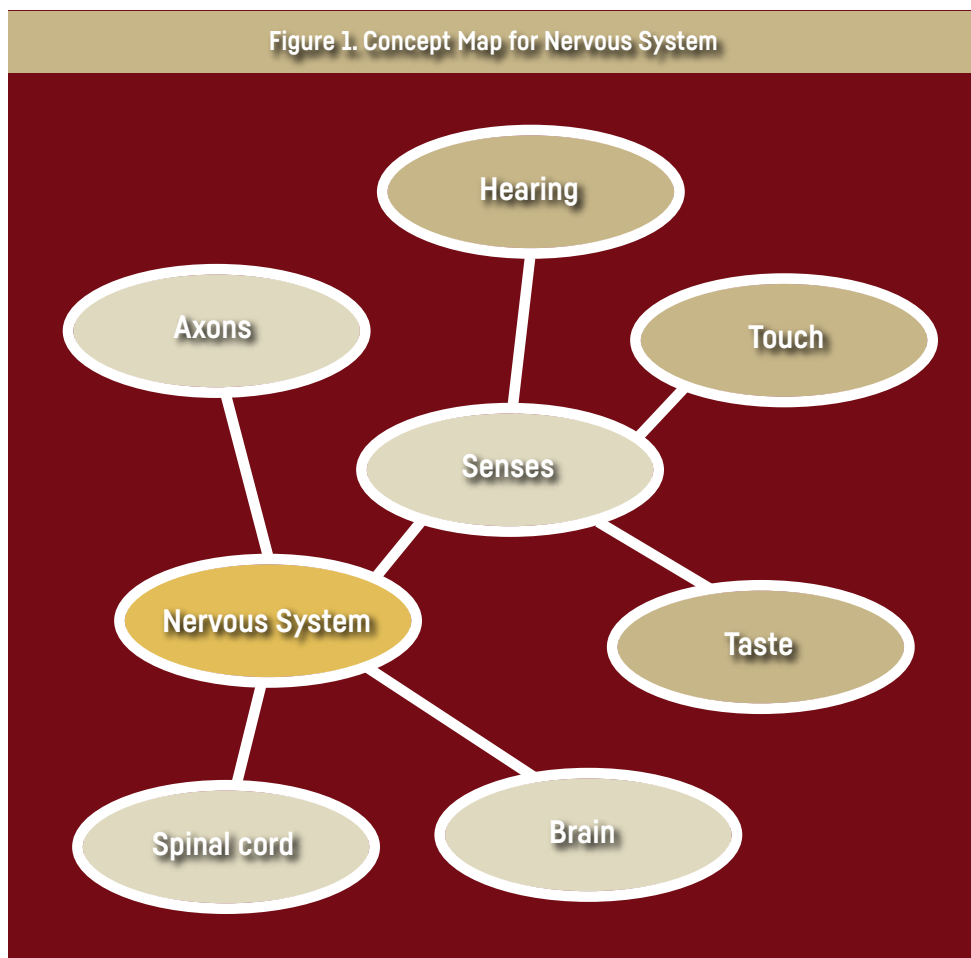 Figure 1. Concept Map for Nervous System
Hearing
Axons
Touch
Senses
Nervous System
Taste
Spinal cord
Brain